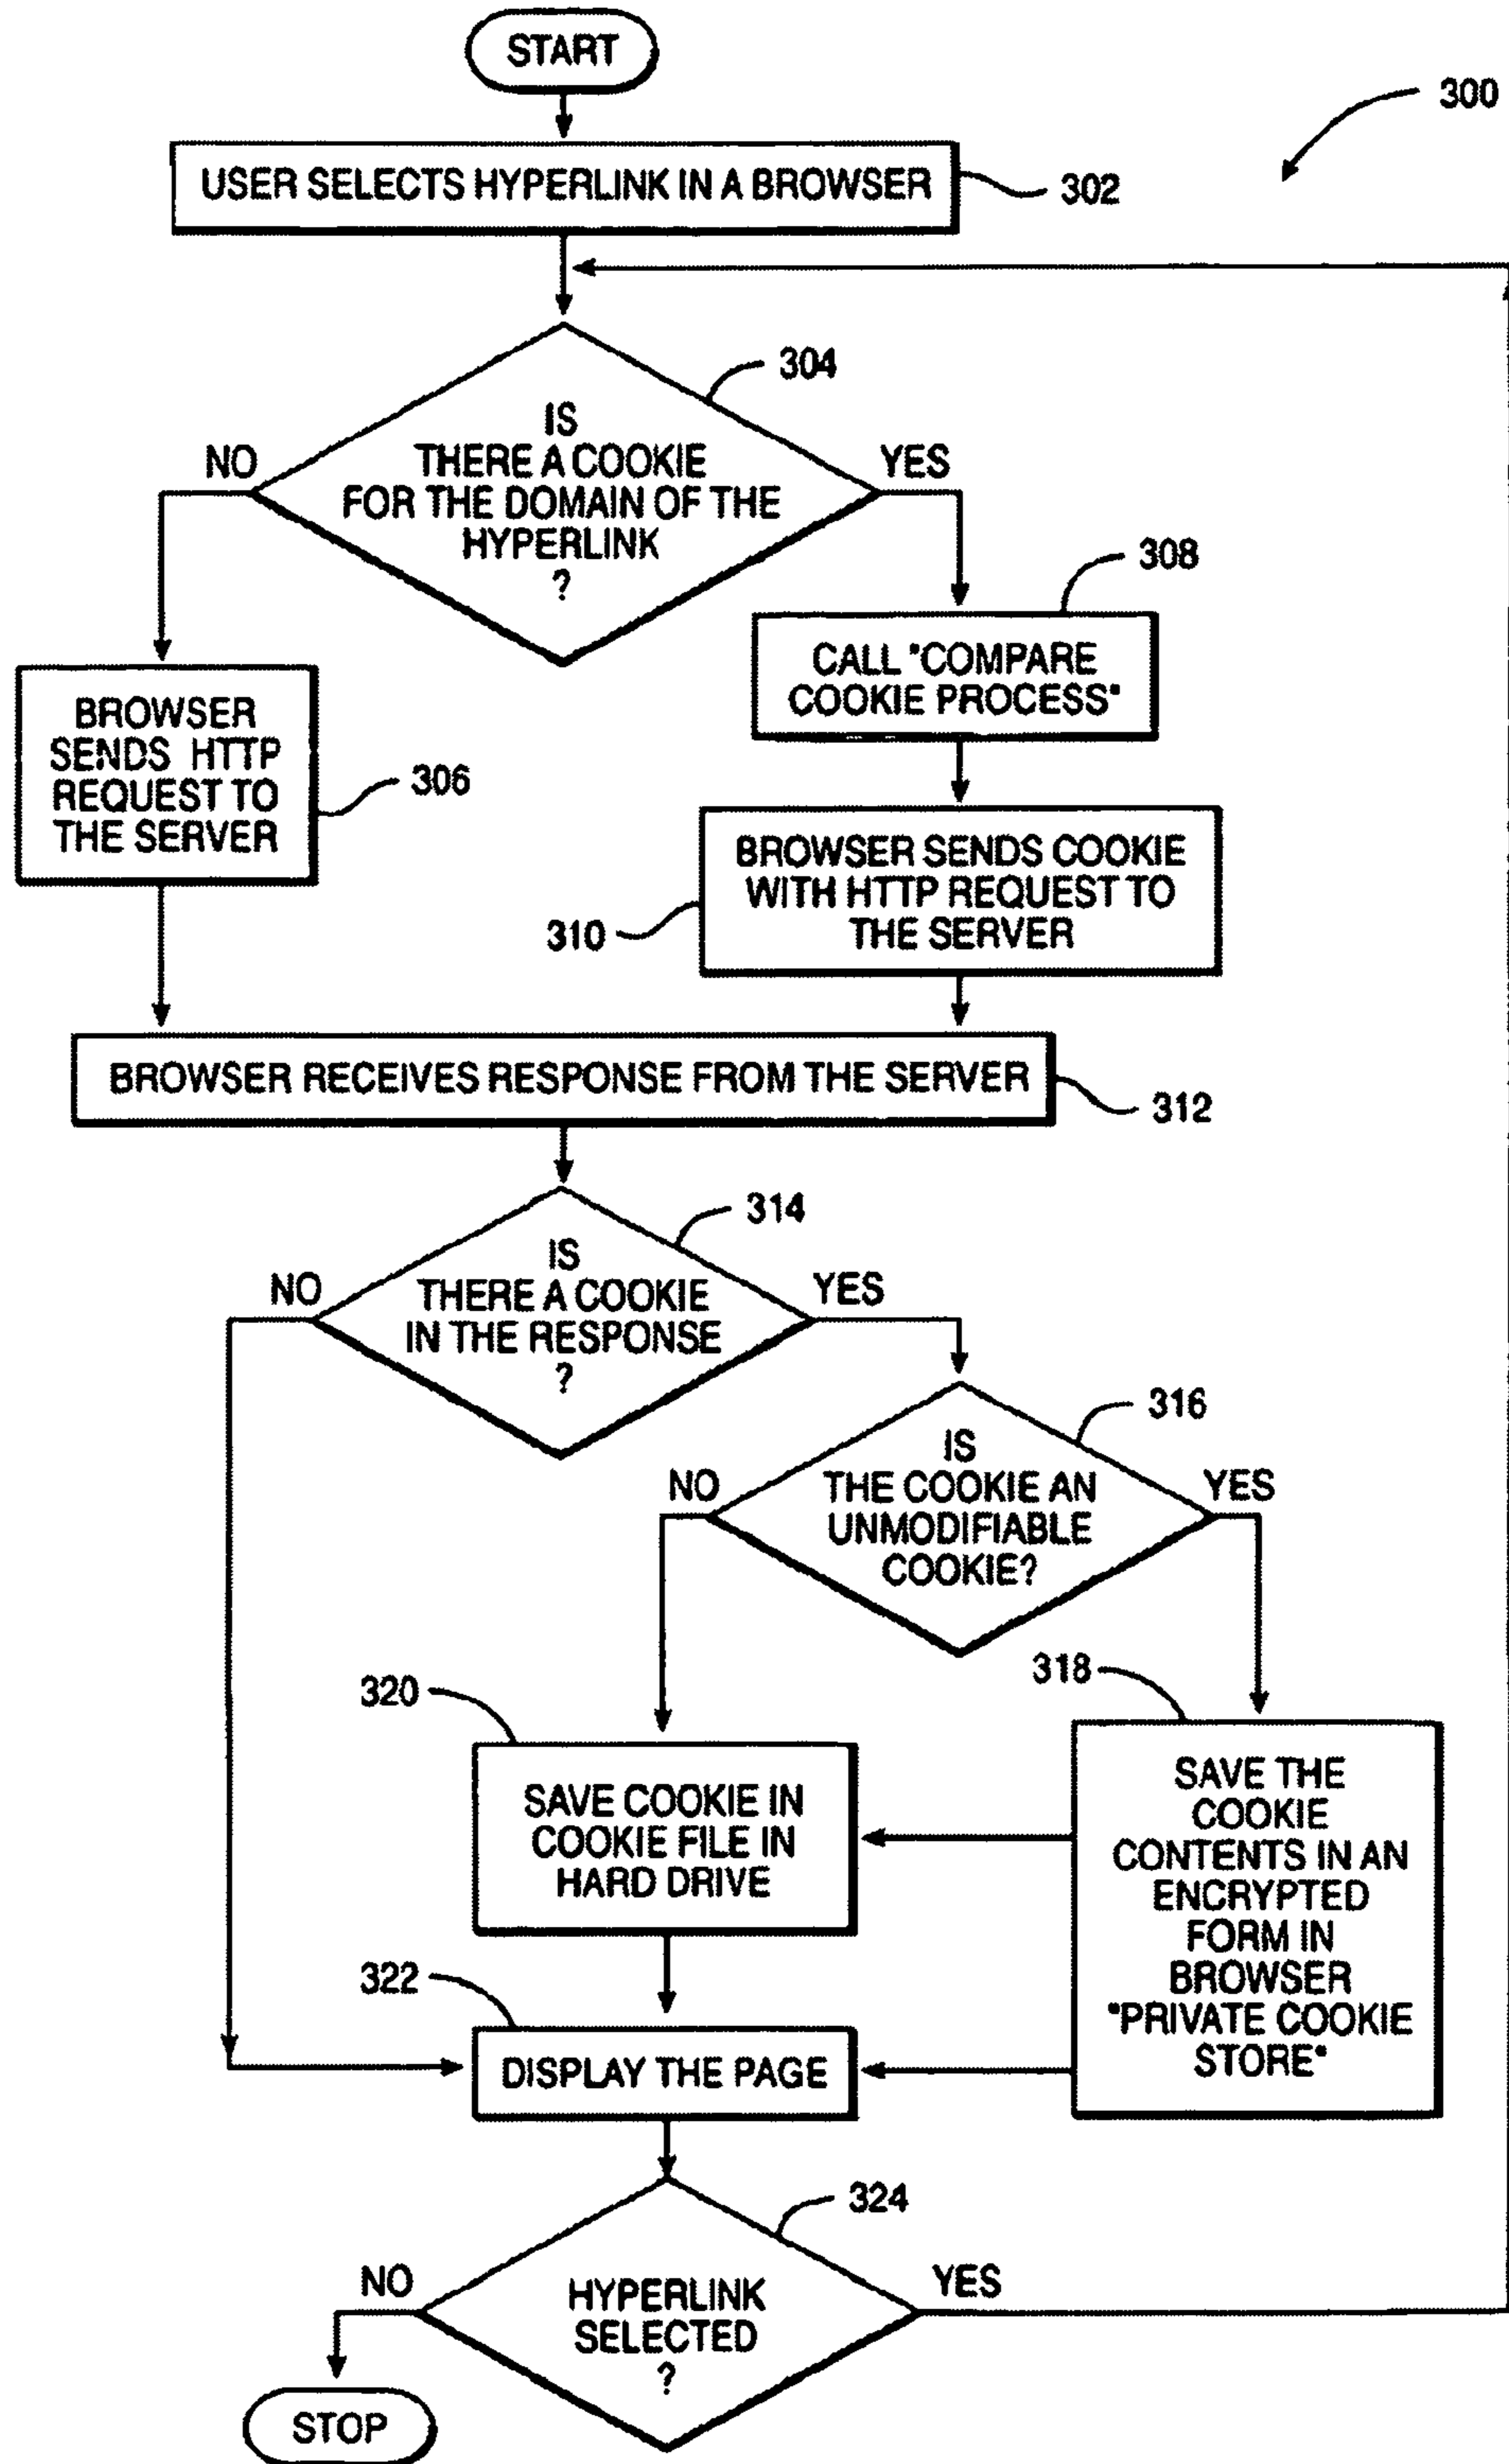 START
300
USER SELECTS HYPERLINK IN A BROWSER
302
304
IS
THERE A COOKIE
FOR THE DOMAIN OF THE
HYPERLINK
?
NO
YES
308
CALL "COMPARE
COOKIE PROCESS"
BROWSER
SENDS HTTP
REQUEST TO
THE SERVER
306
BROWSER SENDS COOKIE
WITH HTTP REQUEST TO
THE SERVER
310
BROWSER RECEIVES RESPONSE FROM THE SERVER
312
314
IS
THERE A COOKIE
IN THE RESPONSE
?
NO
YES
316
IS
THE COOKIE AN
UNMODIFIABLE
COOKIE?
NO
YES
318
320
SAVE COOKIE IN
COOKIE FILE IN
HARD DRIVE
SAVE THE
COOKIE
CONTENTS IN AN
ENCRYPTED
FORM IN
BROWSER
"PRIVATE COOKIE
STORE"
322
DISPLAY THE PAGE
324
HYPERLINK
SELECTED
?
NO
YES
STOP